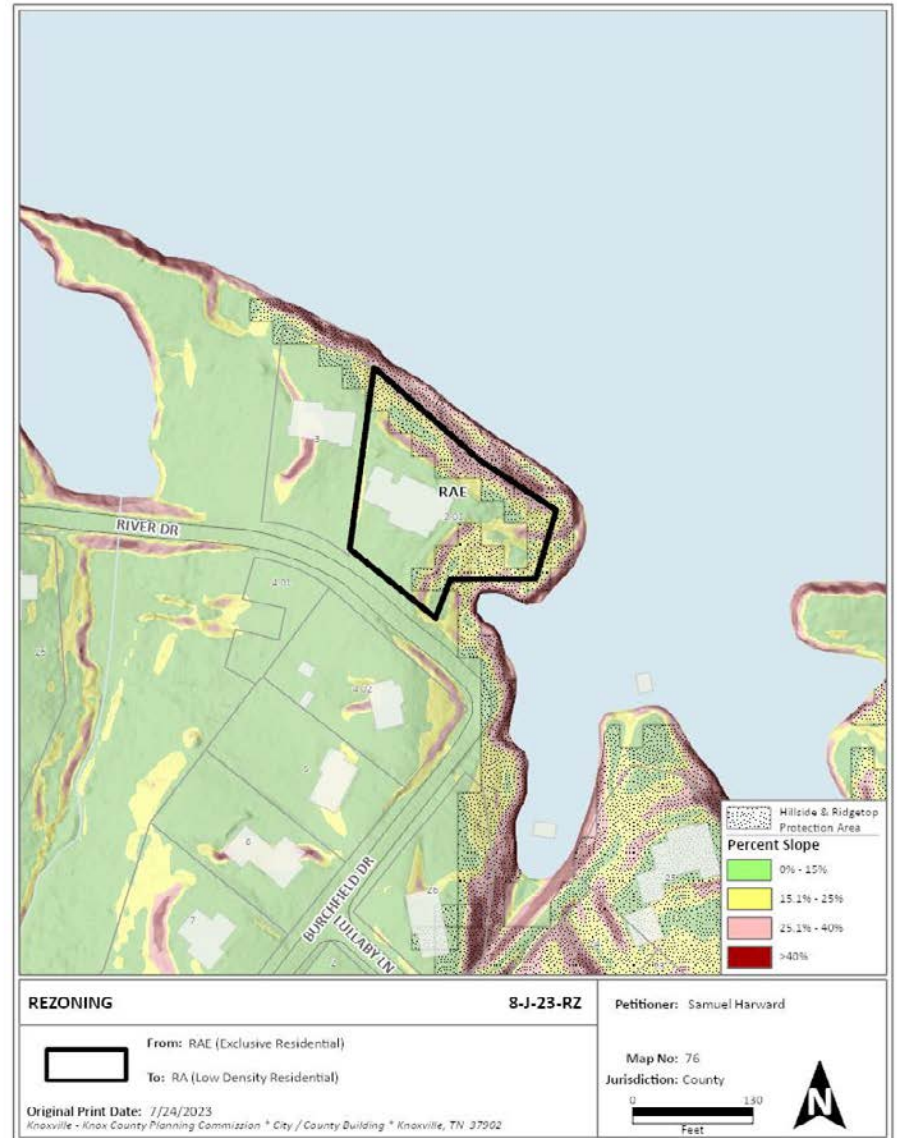 RAE
RIVER DR
3
4.01
4.02
5
6
7
26
BURCHFIELD DR
LULLABY LN
2
Hillside & Ridgetop
Protection Area
Percent Slope
0% - 15%
15.1% - 25%
25.1% - 40%
>40%
REZONING
8-J-23-RZ
From: RAE (Exclusive Residential)
To: RA (Low Density Residential)
Original Print Date: 7/24/2023
Knoxville - Knox County Planning Commission * City / County Building * Knoxville, TN 37902
Petitioner: Samuel Harward
Map No: 76
Jurisdiction: County
0 130
Feet
N